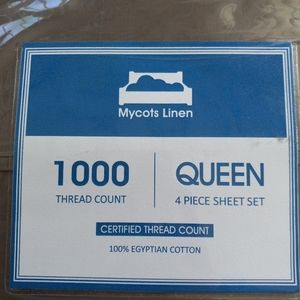 Mycots Linen
1000
THREAD COUNT
QUEEN
4 PIECE SHEET SET
CERTIFIED THREAD COUNT
100% EGYPTIAN COTTON